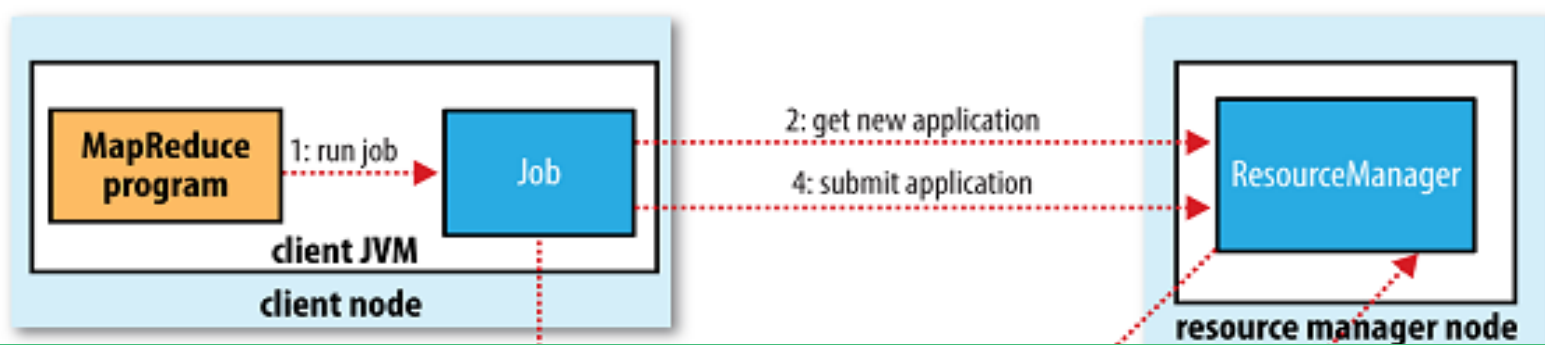 MapReduce
program
1: run job
Job
client JVM
client node
2: get new application
4: submit application
ResourceManager
resource manager node